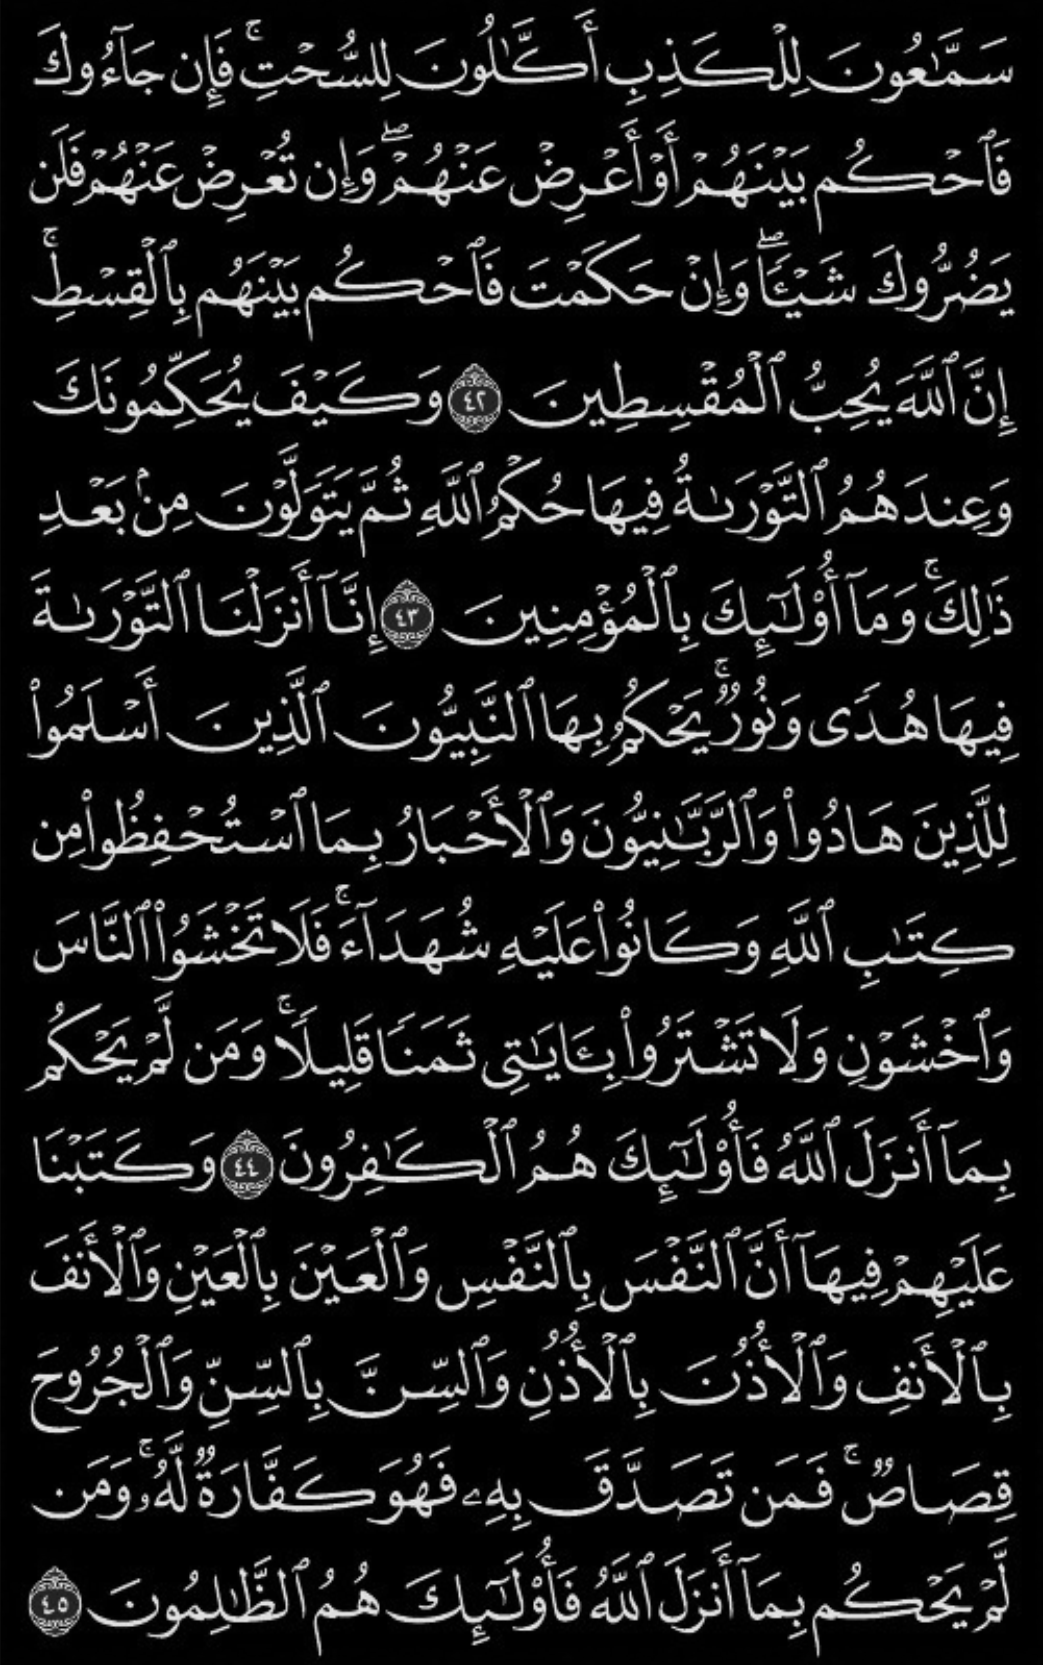 سَمَّٰعُونَ لِلْكَذِبِ أَكَّٰلُونَ لِلسُّحْتِۚ فَإِن جَآءُوكَ
فَٱحْكُم بَيْنَهُمْ أَوْ أَعْرِضْ عَنْهُمْۖ وَإِن تُعْرِضْ عَنْهُمْ فَلَن
يَضُرُّوكَ شَيْـًٔاۖ وَإِنْ حَكَمْتَ فَٱحْكُم بَيْنَهُم بِٱلْقِسْطِۚ
إِنَّ ٱللَّهَ يُحِبُّ ٱلْمُقْسِطِينَ ٤٢ وَكَيْفَ يُحَكِّمُونَكَ
وَعِندَهُمُ ٱلتَّوْرَىٰةُ فِيهَا حُكْمُ ٱللَّهِ ثُمَّ يَتَوَلَّوْنَ مِنۢ بَعْدِ
ذَٰلِكَۚ وَمَآ أُو۟لَٰٓئِكَ بِٱلْمُؤْمِنِينَ ٤٣ إِنَّآ أَنزَلْنَا ٱلتَّوْرَىٰةَ
فِيهَا هُدًى وَنُورٌۚ يَحْكُمُ بِهَا ٱلنَّبِيُّونَ ٱلَّذِينَ أَسْلَمُوا۟
لِلَّذِينَ هَادُوا۟ وَٱلرَّبَّٰنِيُّونَ وَٱلْأَحْبَارُ بِمَا ٱسْتُحْفِظُوا۟ مِن
كِتَٰبِ ٱللَّهِ وَكَانُوا۟ عَلَيْهِ شُهَدَآءَۚ فَلَا تَخْشَوُا۟ ٱلنَّاسَ
وَٱخْشَوْنِ وَلَا تَشْتَرُوا۟ بِـَٔايَٰتِى ثَمَنًا قَلِيلًاۚ وَمَن لَّمْ يَحْكُم
بِمَآ أَنزَلَ ٱللَّهُ فَأُو۟لَٰٓئِكَ هُمُ ٱلْكَٰفِرُونَ ٤٤ وَكَتَبْنَا
عَلَيْهِمْ فِيهَآ أَنَّ ٱلنَّفْسَ بِٱلنَّفْسِ وَٱلْعَيْنَ بِٱلْعَيْنِ وَٱلْأَنفَ
بِٱلْأَنفِ وَٱلْأُذُنَ بِٱلْأُذُنِ وَٱلسِّنَّ بِٱلسِّنِّ وَٱلْجُرُوحَ
قِصَاصٌۚ فَمَن تَصَدَّقَ بِهِۦ فَهُوَ كَفَّارَةٌ لَّهُۥۚ وَمَن
لَّمْ يَحْكُم بِمَآ أَنزَلَ ٱللَّهُ فَأُو۟لَٰٓئِكَ هُمُ ٱلظَّٰلِمُونَ ٤٥